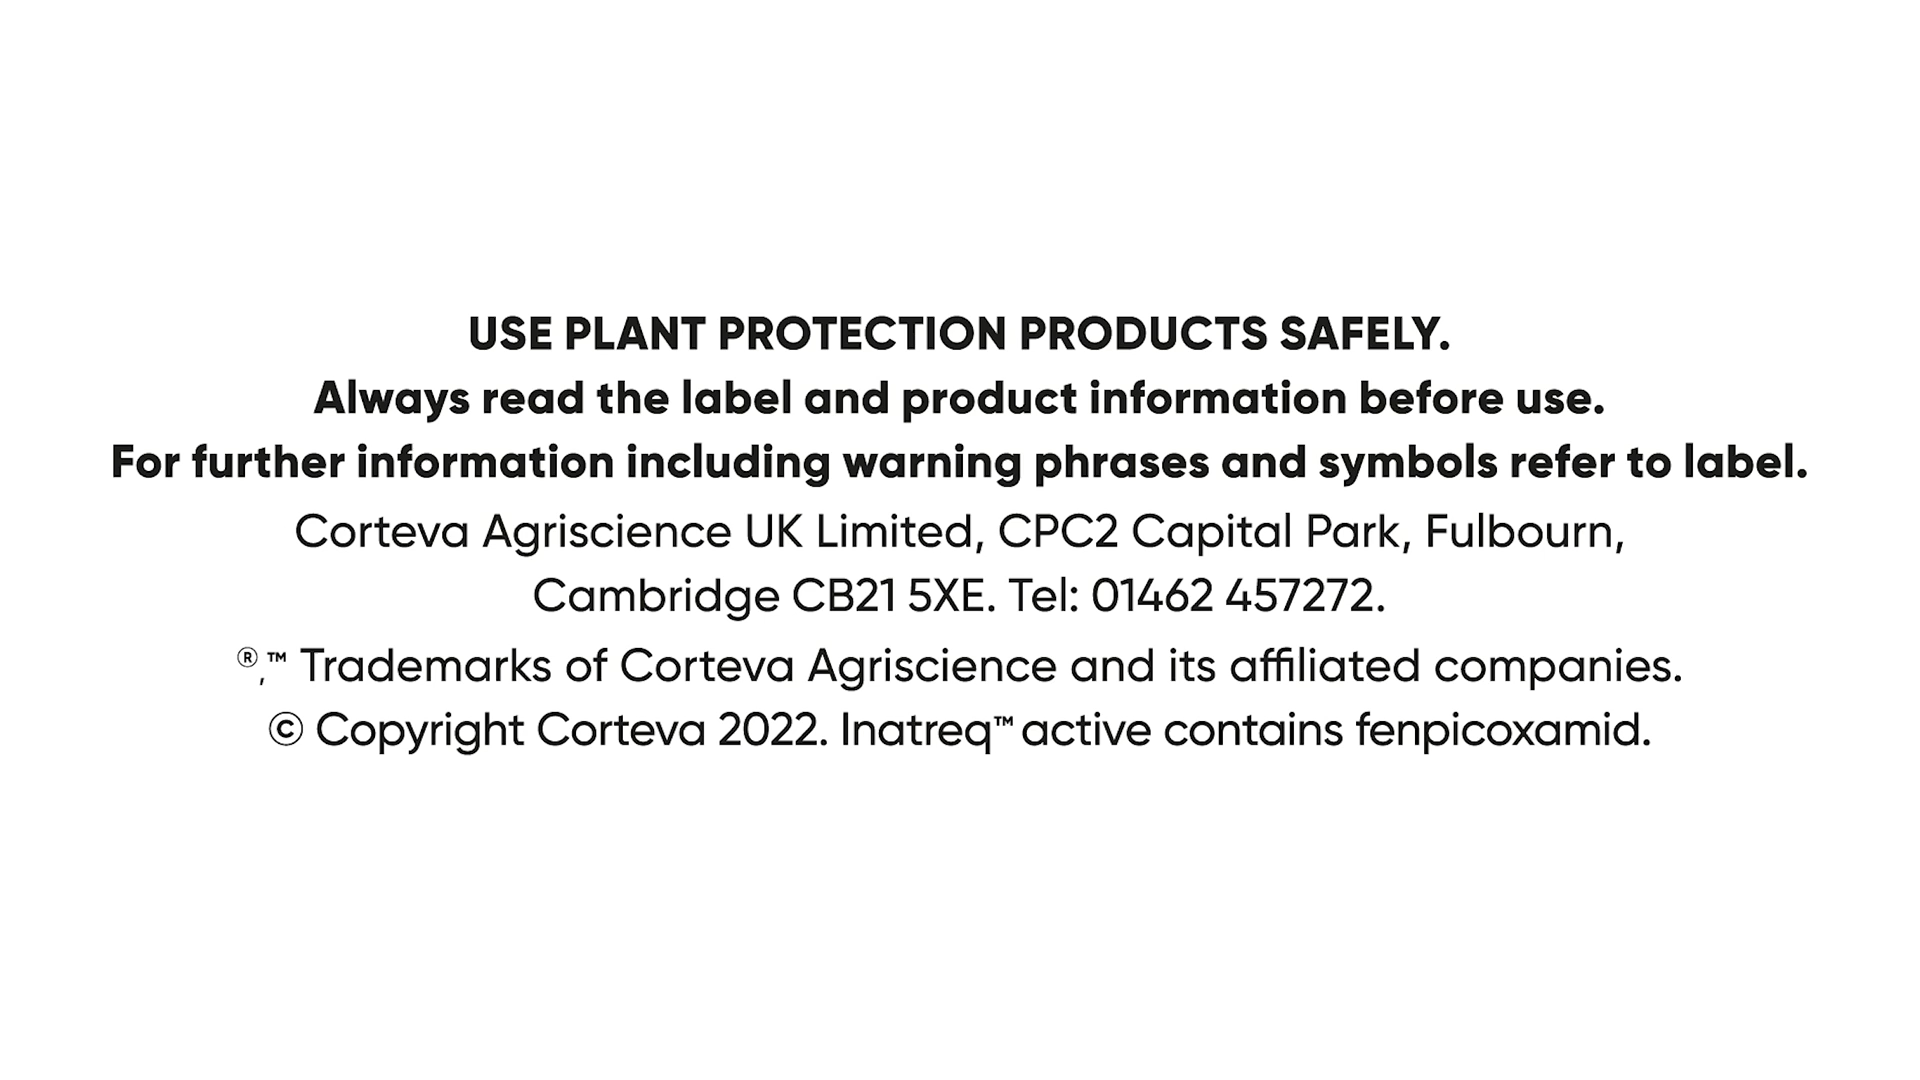 USE PLANT PROTECTION PRODUCTS SAFELY.
Always read the label and product information before use.
For further information including warning phrases and symbols refer to label.
Corteva Agriscience UK Limited, CPC2 Capital Park, Fulbourn,
Cambridge CB21 5XE. Tel: 01462 457272.
®,™ Trademarks of Corteva Agriscience and its affiliated companies.
© Copyright Corteva 2022. Inatreq™ active contains fenpicoxamid.